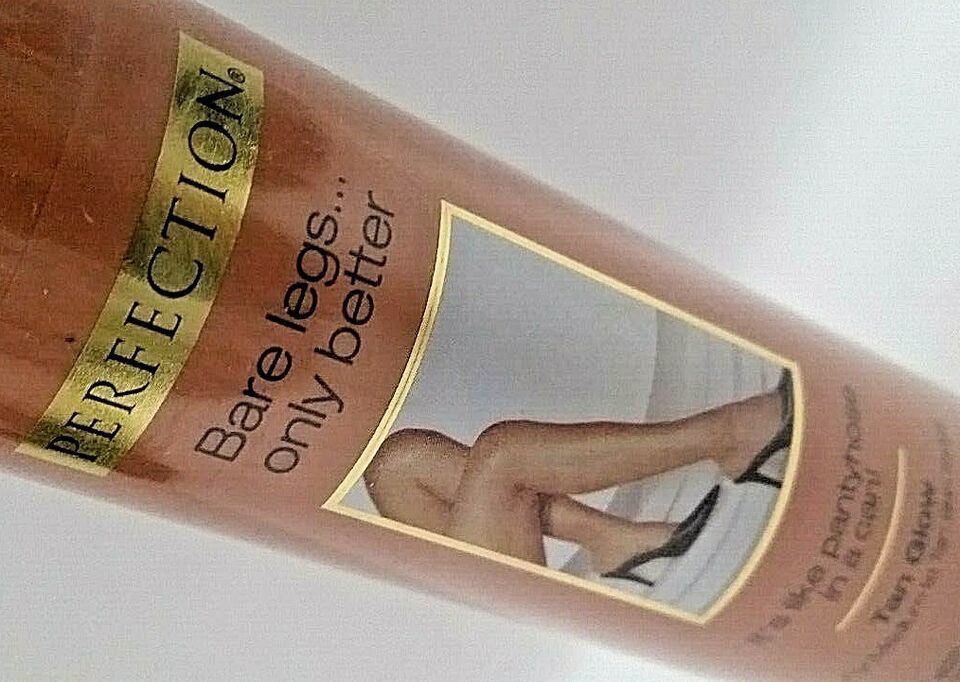 PERFECTION®
Bare legs...
only better
It's like pantyhose
in a can!
Tan Glow